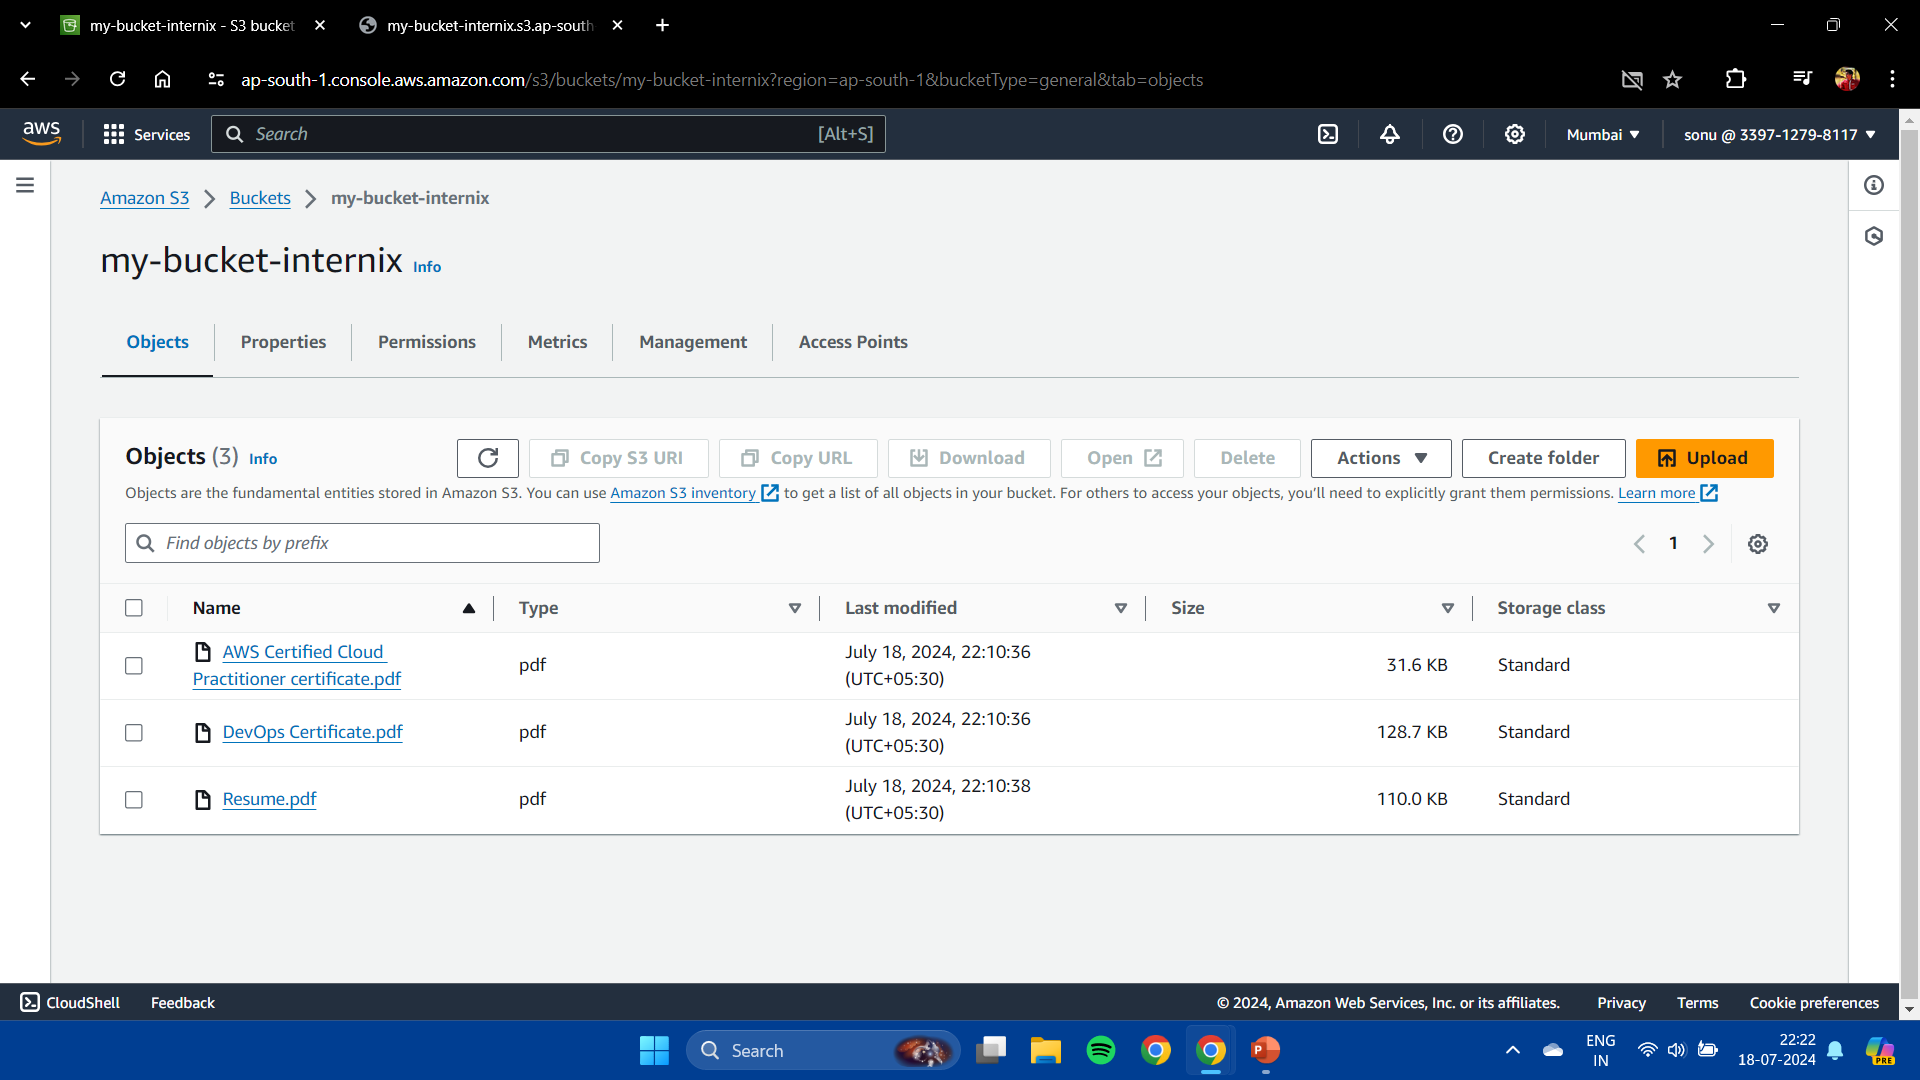 my-bucket-internix - S3 bucket
my-bucket-internix.s3.ap-south
ap-south-1.console.aws.amazon.com/s3/buckets/my-bucket-internix?region=ap-south-1&bucketType=general&tab=objects
aws
Services
Search
[Alt+S]
Mumbai
sonu @ 3397-1279-8117
Amazon S3
Buckets
my-bucket-internix
my-bucket-internix Info
Objects
Properties
Permissions
Metrics
Management
Access Points
Objects (3) Info
Copy S3 URI
Copy URL
Download
Open
Delete
Actions
Create folder
Upload
Objects are the fundamental entities stored in Amazon S3. You can use Amazon S3 inventory to get a list of all objects in your bucket. For others to access your objects, you'll need to explicitly grant them permissions. Learn more
Find objects by prefix
1
Name
Type
Last modified
Size
Storage class
AWS Certified Cloud
Practitioner certificate.pdf
pdf
July 18, 2024, 22:10:36
(UTC+05:30)
31.6 KB
Standard
DevOps Certificate.pdf
pdf
July 18, 2024, 22:10:36
(UTC+05:30)
128.7 KB
Standard
Resume.pdf
pdf
July 18, 2024, 22:10:38
(UTC+05:30)
110.0 KB
Standard
CloudShell
Feedback
© 2024, Amazon Web Services, Inc. or its affiliates.
Privacy
Terms
Cookie preferences
Search
P
ENG
IN
22:22
18-07-2024
PRE